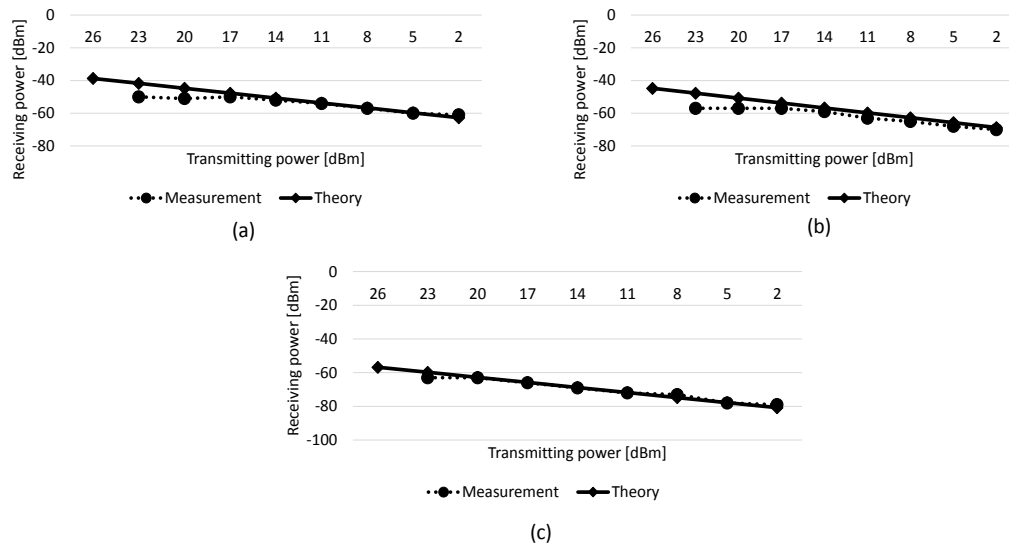 0
-20
-40
-60
-80
26 23 20 17 14 11 8 5 2
Receiving power [dBm]
Transmitting power [dBm]
Measurement Theory
(a)
0
-20
-40
-60
-80
26 23 20 17 14 11 8 5 2
Receiving power [dBm]
Transmitting power [dBm]
Measurement Theory
(b)
0
-20
-40
-60
-80
-100
26 23 20 17 14 11 8 5 2
Receiving power [dBm]
Transmitting power [dBm]
Measurement Theory
(c)